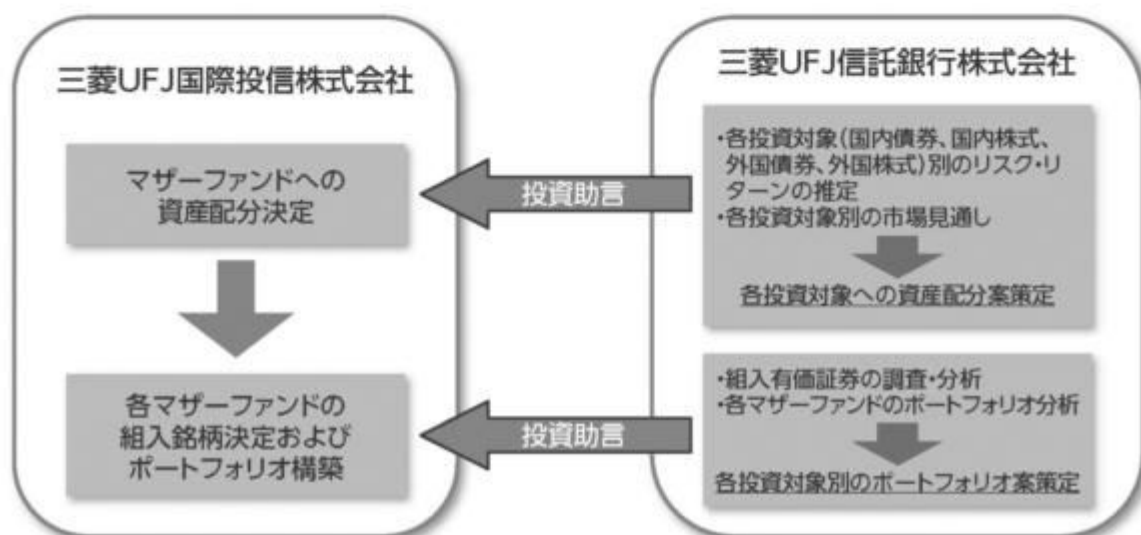 三菱UFJ国際投信株式会社
マザーファンドへの
資産配分決定
各マザーファンドの
組入銘柄決定および
ポートフォリオ構築
投資助言
投資助言
三菱UFJ信託銀行株式会社
・各投資対象(国内債券、国内株式、
外国債券、外国株式)別のリスク・リ
ターンの推定
・各投資対象別の市場見通し
各投資対象への資産配分案策定
・組入有価証券の調査・分析
・各マザーファンドのポートフォリオ分析
各投資対象別のポートフォリオ案策定